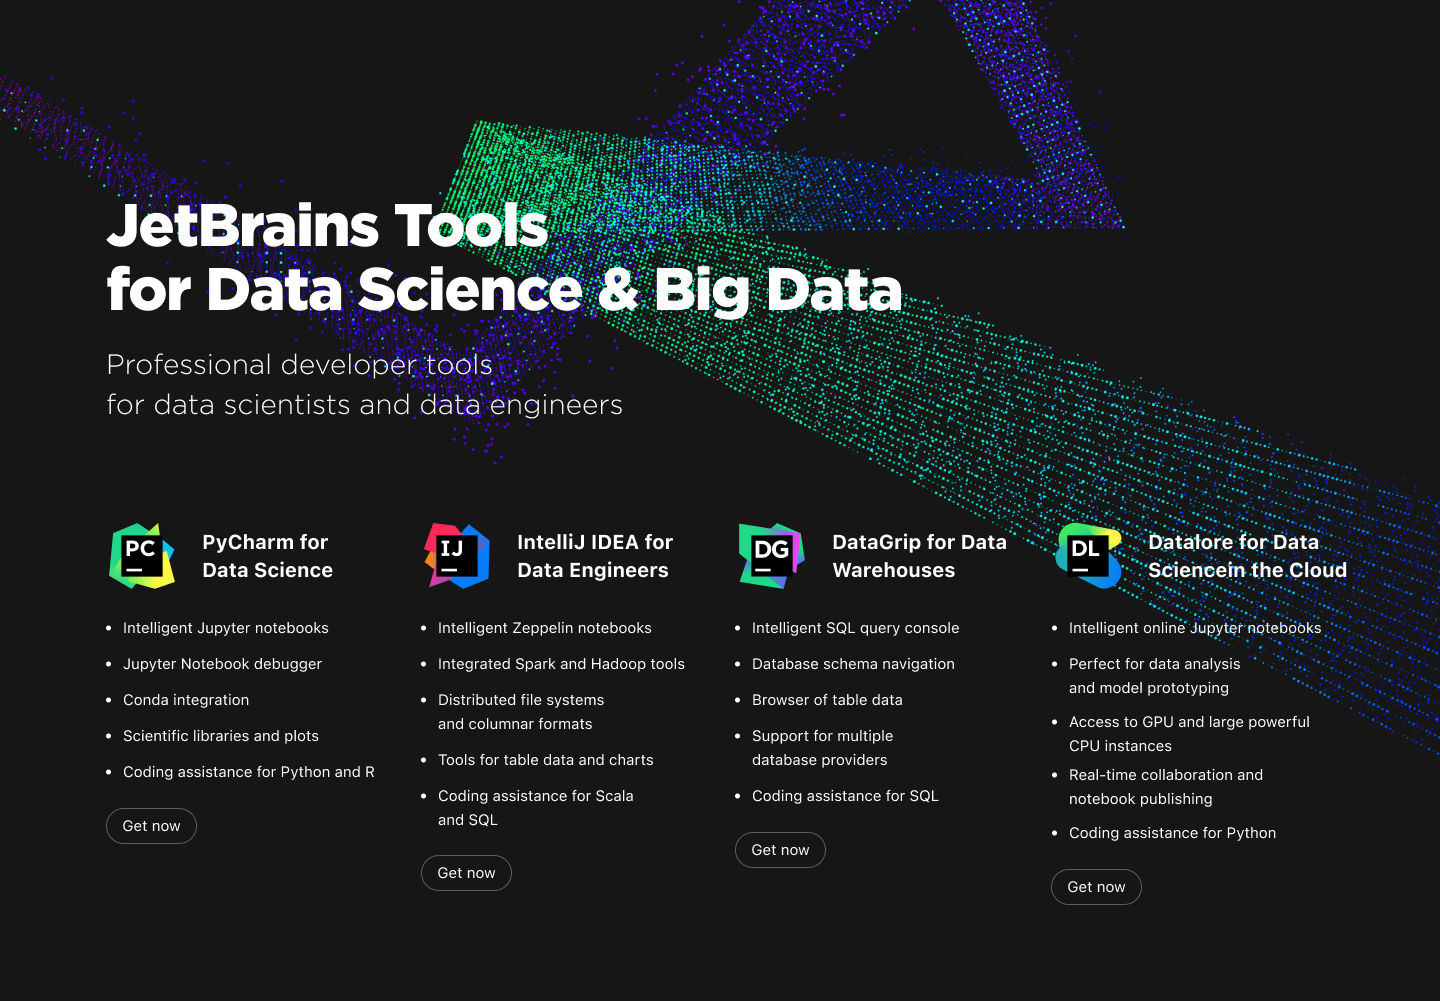 JetBrains Tools
for Data Science & Big Data
Professional developer tools
for data scientists and data engineers
PC
PyCharm for
Data Science
• Intelligent Jupyter notebooks
• Jupyter Notebook debugger
• Conda integration
• Scientific libraries and plots
• Coding assistance for Python and R
Get now
IJ
IntelliJ IDEA for
Data Engineers
• Intelligent Zeppelin notebooks
• Integrated Spark and Hadoop tools
• Distributed file systems
and columnar formats
• Tools for table data and charts
• Coding assistance for Scala
and SQL
Get now
DG
DataGrip for Data
Warehouses
• Intelligent SQL query console
• Database schema navigation
• Browser of table data
• Support for multiple
database providers
• Coding assistance for SQL
Get now
DL
Datalore for Data
Sciencein the Cloud
• Intelligent online Jupyter notebooks
• Perfect for data analysis
and model prototyping
• Access to GPU and large powerful
CPU instances
• Real-time collaboration and
notebook publishing
• Coding assistance for Python
Get now